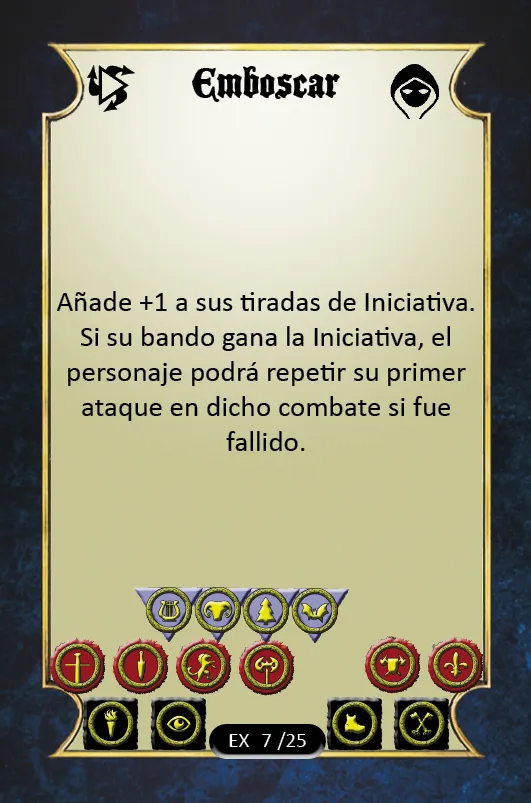 Emboscar
Añade +1 a sus tiradas de Iniciativa.
Si su bando gana la Iniciativa, el
personaje podrá repetir su primer
ataque en dicho combate si fue
fallido.
EX 7 /25